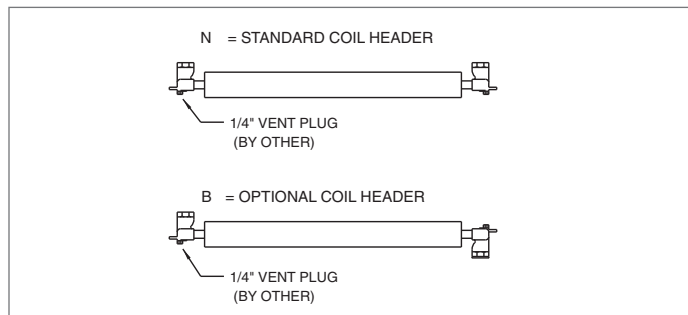 N = STANDARD COIL HEADER
1/4" VENT PLUG
(BY OTHER)
B = OPTIONAL COIL HEADER
1/4" VENT PLUG
(BY OTHER)